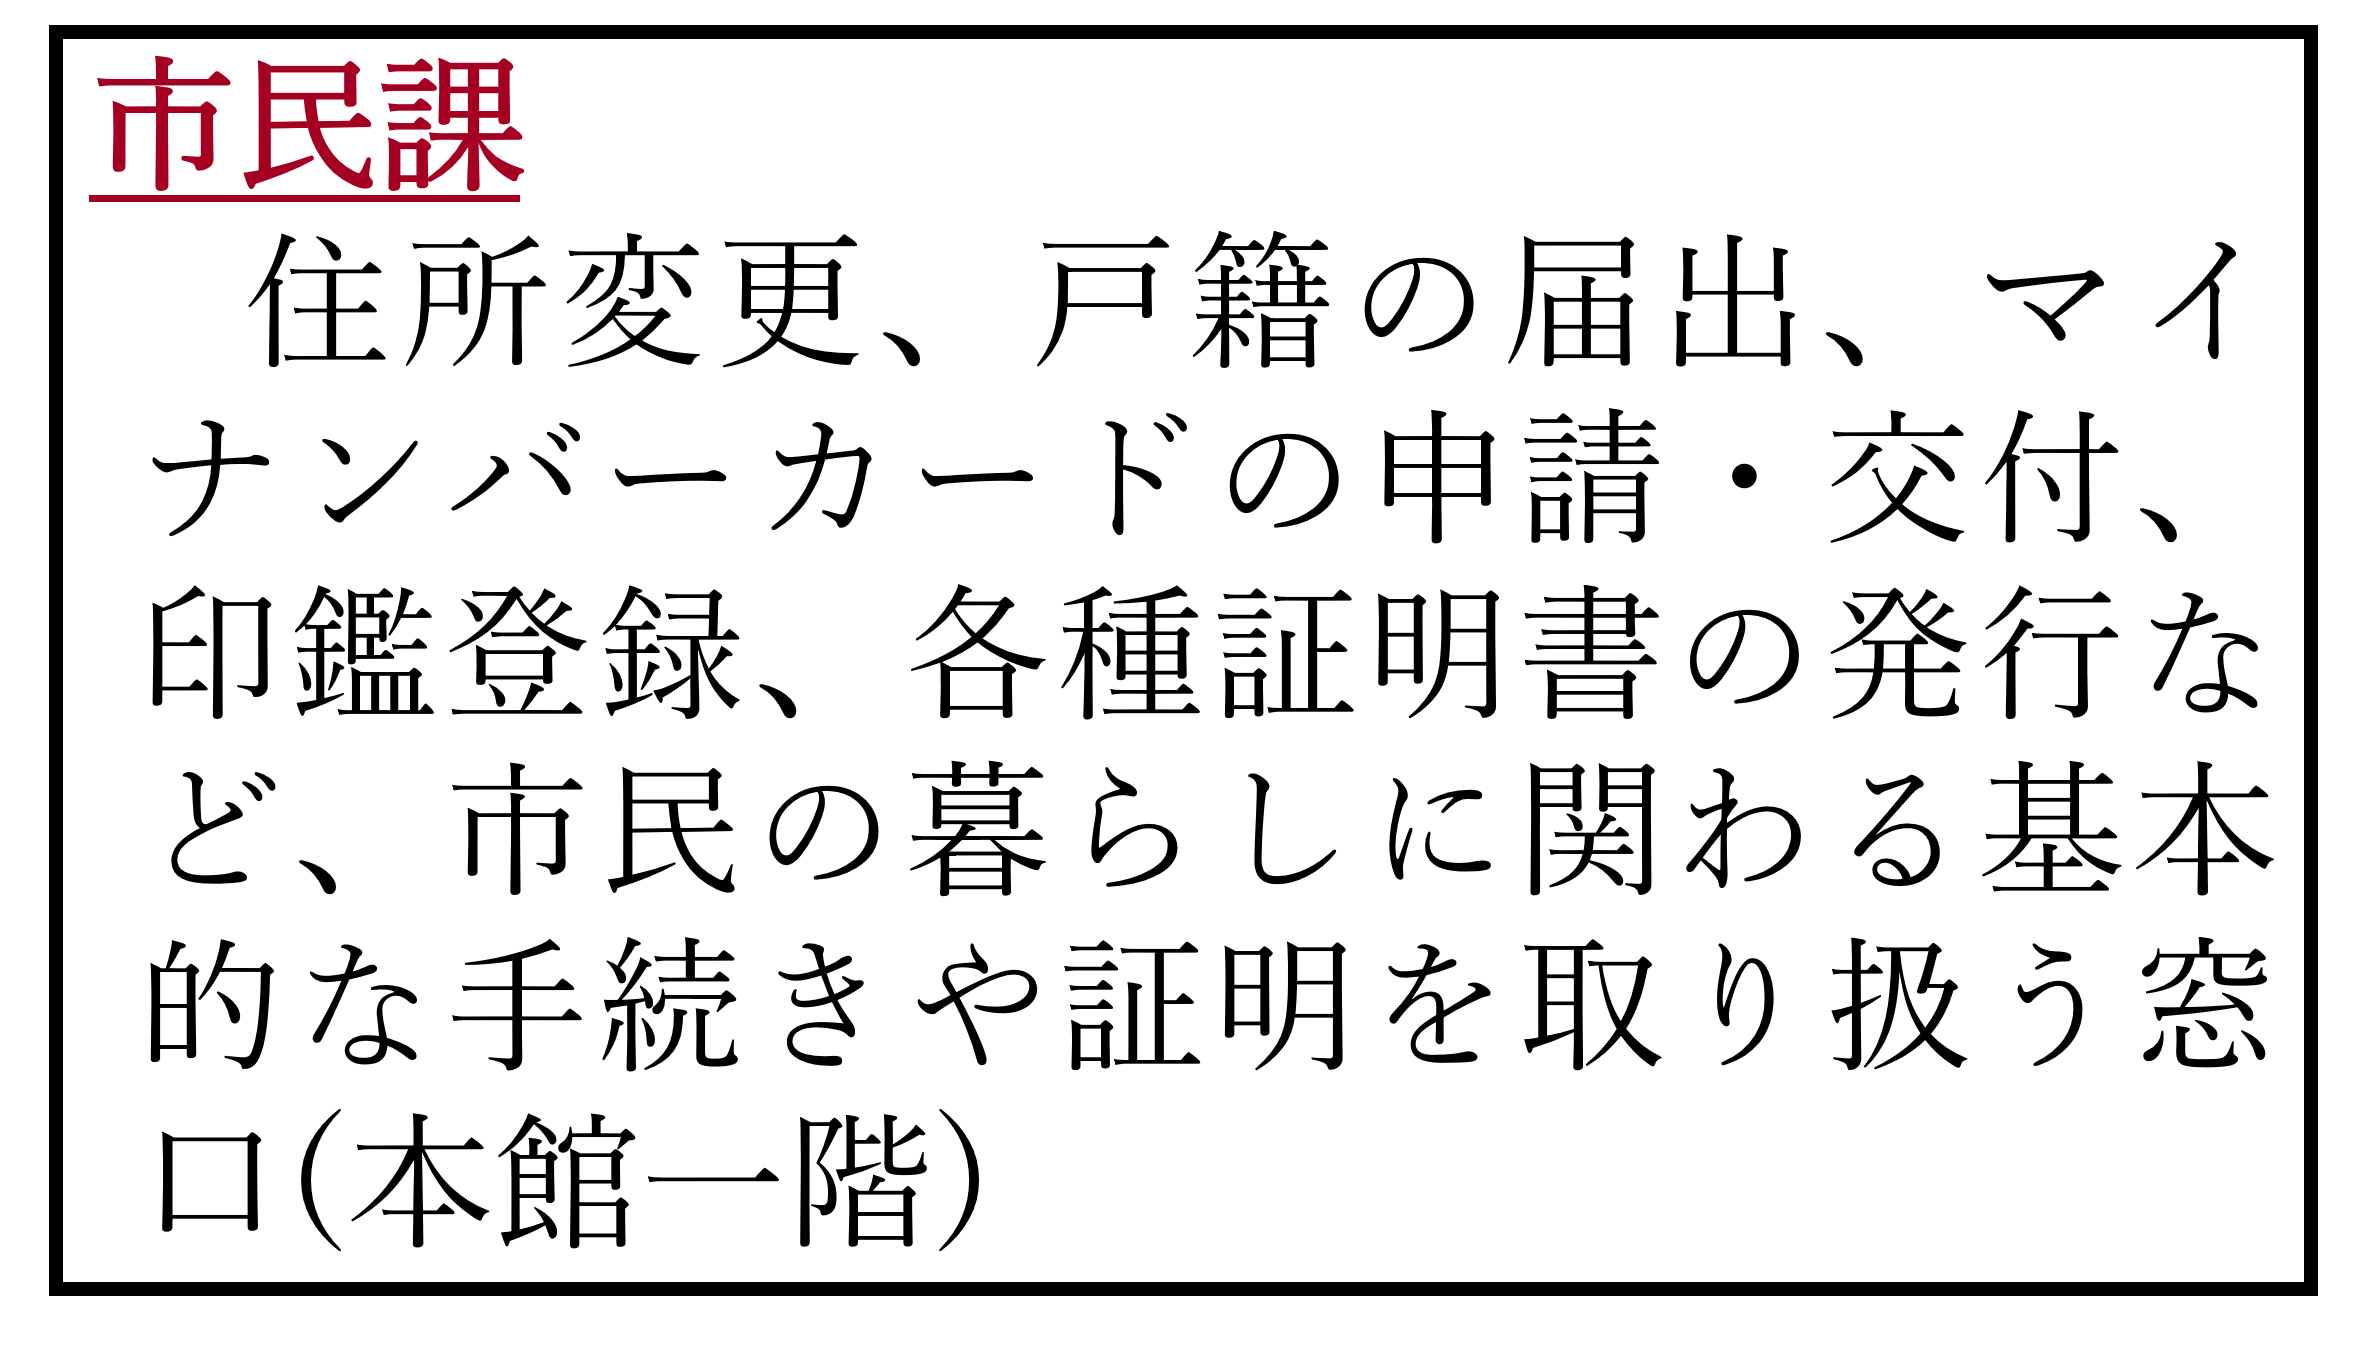 市民課
住所変更、戸籍の届出、マイ
ナンバーカードの申請・交付、
印鑑登録、各種証明書の発行な
ど、市民の暮らしに関わる基本
的な手続きや証明を取り扱う窓
口(本館一階)